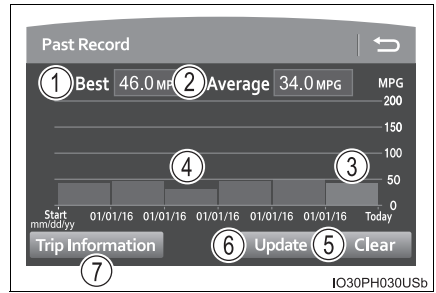 Past Record
1 Best 46.0 MP 2 Average 34.0 MPG MPG
200
150
100
4 3
50
0
Start 01/01/16 01/01/16 01/01/16 01/01/16 01/01/16 Today
mm/dd/yy
Trip Information 6 Update 5 Clear
7
IO30PH030USb